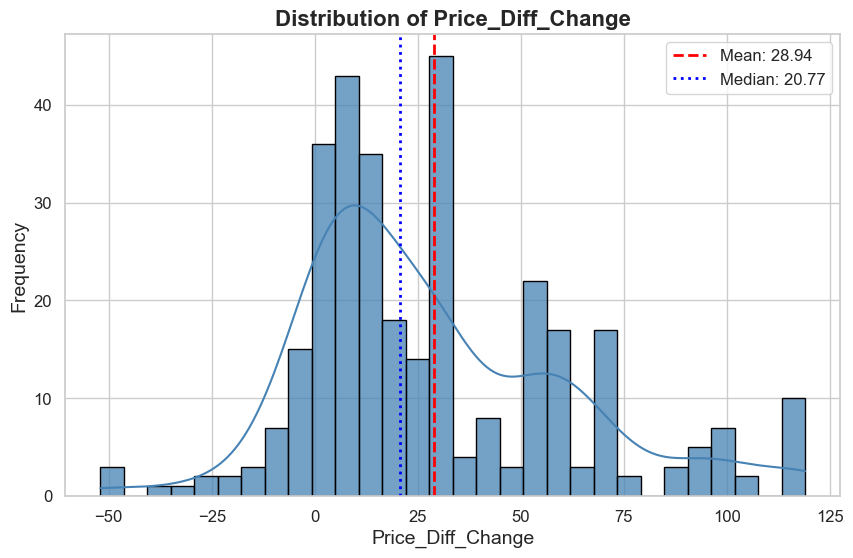 Distribution of Price_Diff_Change
Mean: 28.94
Median: 20.77
Frequency
40
30
20
10
0
−50
−25
0
25
50
75
100
125
Price_Diff_Change